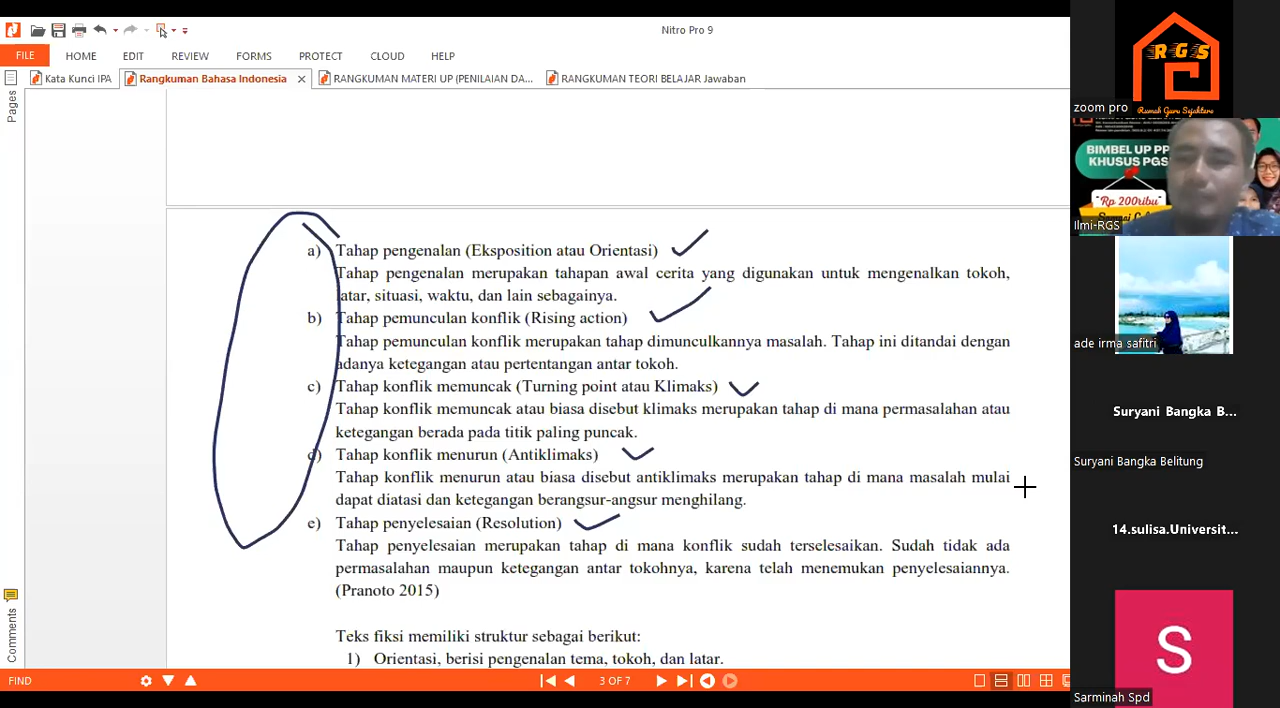 Nitro Pro 9
FILE HOME EDIT REVIEW FORMS PROTECT CLOUD HELP
Kata Kunci IPA Rangkuman Bahasa Indonesia RANGKUMAN MATERI UP (PENILAIAN DA... RANGKUMAN TEORI BELAJAR Jawaban
Pages
a) Tahap pengenalan (Eksposition atau Orientasi)
Tahap pengenalan merupakan tahapan awal cerita yang digunakan untuk mengenalkan tokoh,
latar, situasi, waktu, dan lain sebagainya.
b) Tahap pemunculan konflik (Rising action)
Tahap pemunculan konflik merupakan tahap dimunculkannya masalah. Tahap ini ditandai dengan
adanya ketegangan atau pertentangan antar tokoh.
c) Tahap konflik memuncak (Turning point atau Klimaks)
Tahap konflik memuncak atau biasa disebut klimaks merupakan tahap di mana permasalahan atau
ketegangan berada pada titik paling puncak.
d) Tahap konflik menurun (Antiklimaks)
Tahap konflik menurun atau biasa disebut antiklimaks merupakan tahap di mana masalah mulai
dapat diatasi dan ketegangan berangsur-angsur menghilang.
e) Tahap penyelesaian (Resolution)
Tahap penyelesaian merupakan tahap di mana konflik sudah terselesaikan. Sudah tidak ada
permasalahan maupun ketegangan antar tokohnya, karena telah menemukan penyelesaiannya.
(Pranoto 2015)
Teks fiksi memiliki struktur sebagai berikut:
1) Orientasi, berisi pengenalan tema, tokoh, dan latar.
Comments
FIND
3 OF 7
RGS
Rumah Guru Sejahtera
zoom pro
BIMBEL UP PP
KHUSUS PGS
Rp 200ribu
Ilmi-RGS
ade irma safitri
Suryani Bangka B...
Suryani Bangka Belitung
14.sulisa.Universit...
S
Sarminah Spd